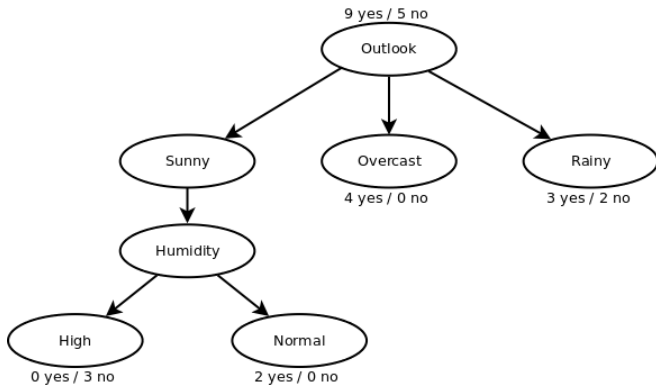 9 yes / 5 no
Outlook
Sunny
Overcast
Rainy
4 yes / 0 no
3 yes / 2 no
Humidity
High
Normal
0 yes / 3 no
2 yes / 0 no